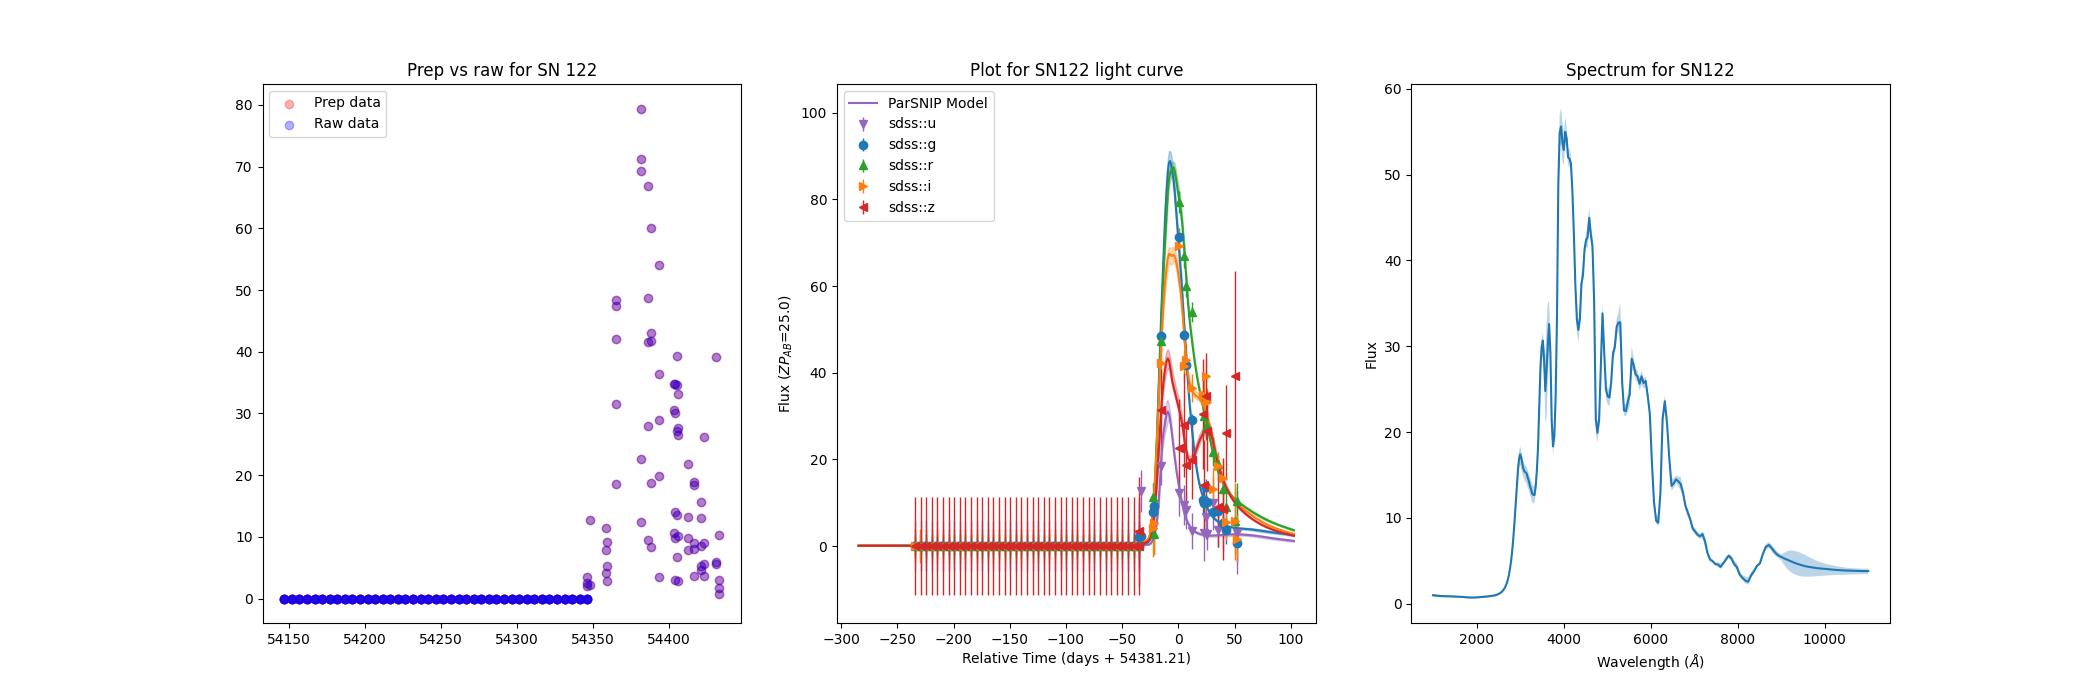 Prep vs raw for SN 122
Prep data
Raw data
80
70
60
50
40
30
20
10
0
54150 54200 54250 54300 54350 54400
Plot for SN122 light curve
ParSNIP Model
sdss::u
sdss::g
sdss::r
sdss::i
sdss::z
Flux (ZP_AB=25.0)
100
80
60
40
20
0
−300 −250 −200 −150 −100 −50 0 50 100
Relative Time (days + 54381.21)
Spectrum for SN122
Flux
60
50
40
30
20
10
0
2000 4000 6000 8000 10000
Wavelength (Å)